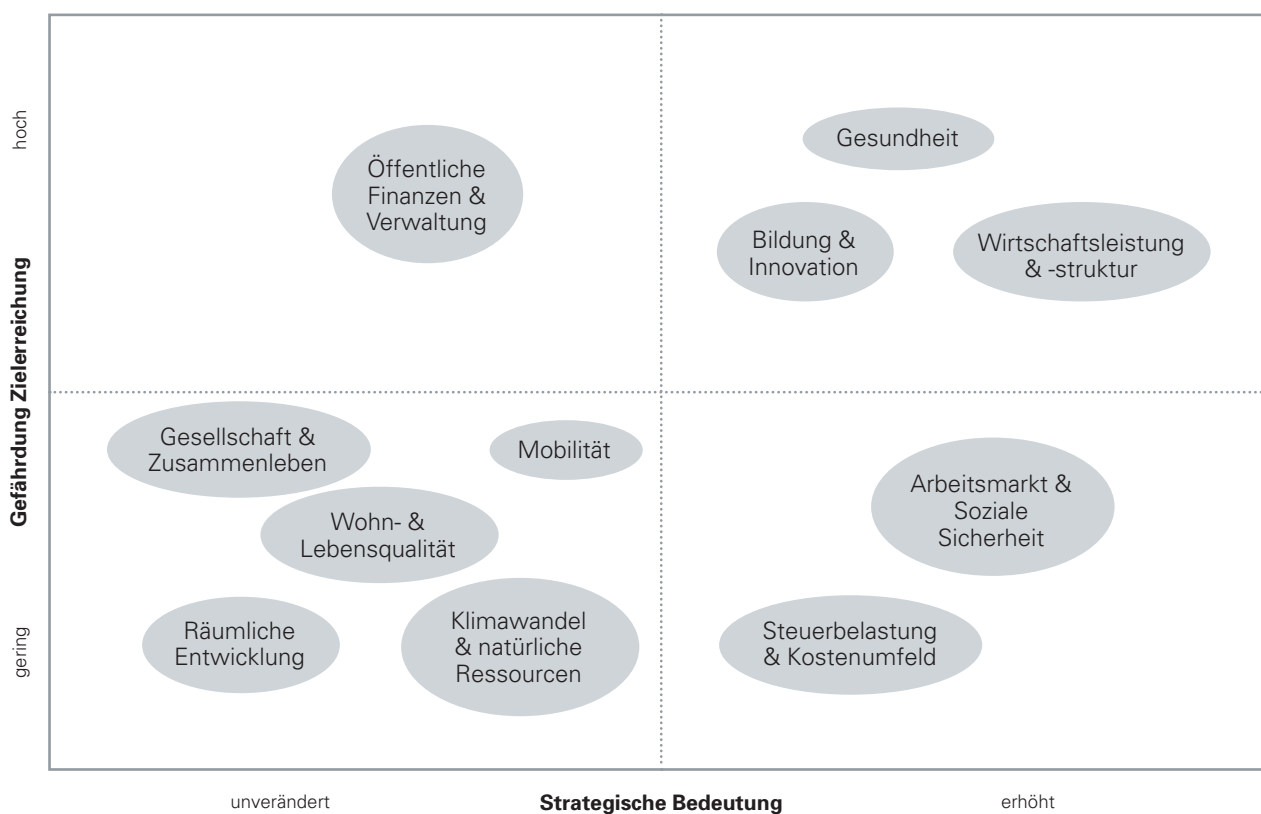 hoch
Gefährdung Zielerreichung
gering
Öffentliche
Finanzen &
Verwaltung
Gesundheit
Bildung &
Innovation
Wirtschaftsleistung
& -struktur
Gesellschaft &
Zusammenleben
Mobilität
Wohn- &
Lebensqualität
Räumliche
Entwicklung
Klimawandel
& natürliche
Ressourcen
Arbeitsmarkt &
Soziale
Sicherheit
Steuerbelastung
& Kostenumfeld
unverändert
Strategische Bedeutung
erhöht